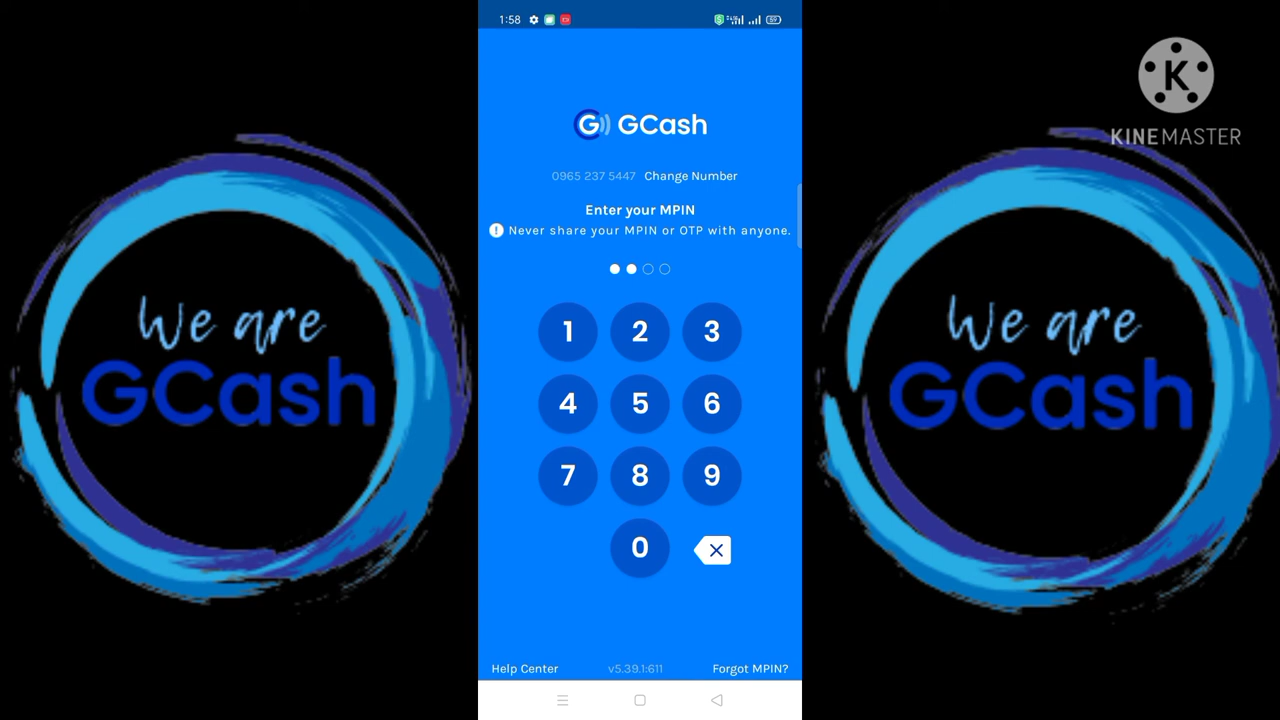 1:58
59
GCash
0965 237 5447 Change Number
Enter your MPIN
Never share your MPIN or OTP with anyone.
1 2 3
4 5 6
7 8 9
0
Help Center v5.39.1:611 Forgot MPIN?
We are
GCash
We are
GCash
K
KINEMASTER